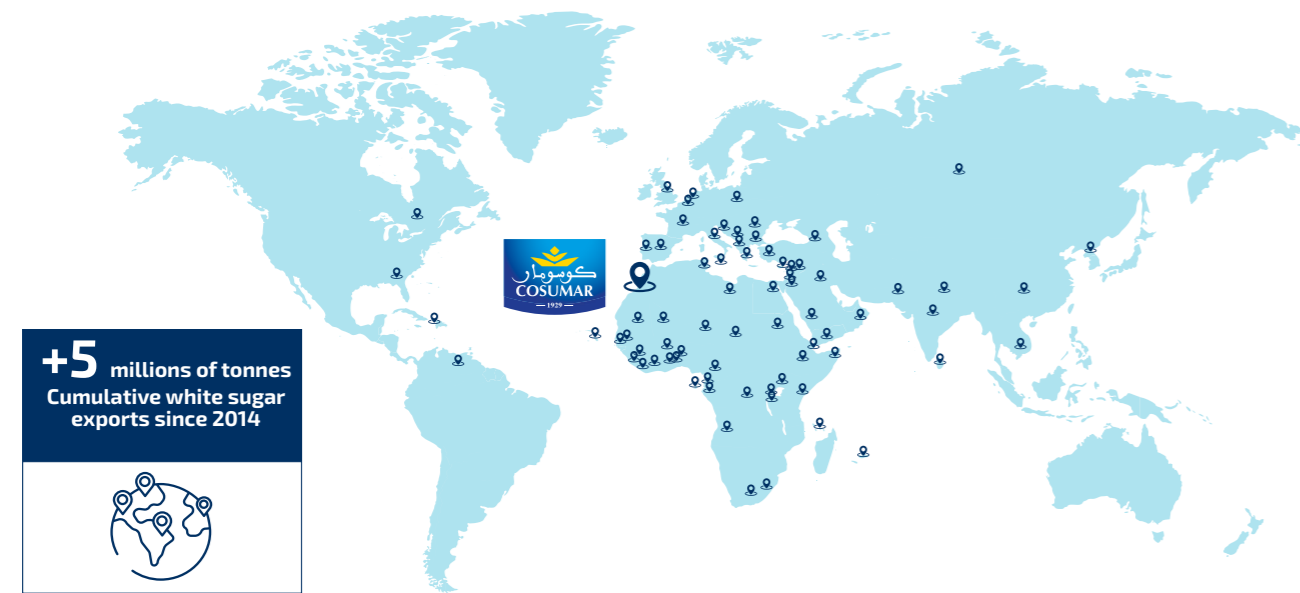 كوسومار
COSUMAR
1929
+5 millions of tonnes
Cumulative white sugar
exports since 2014